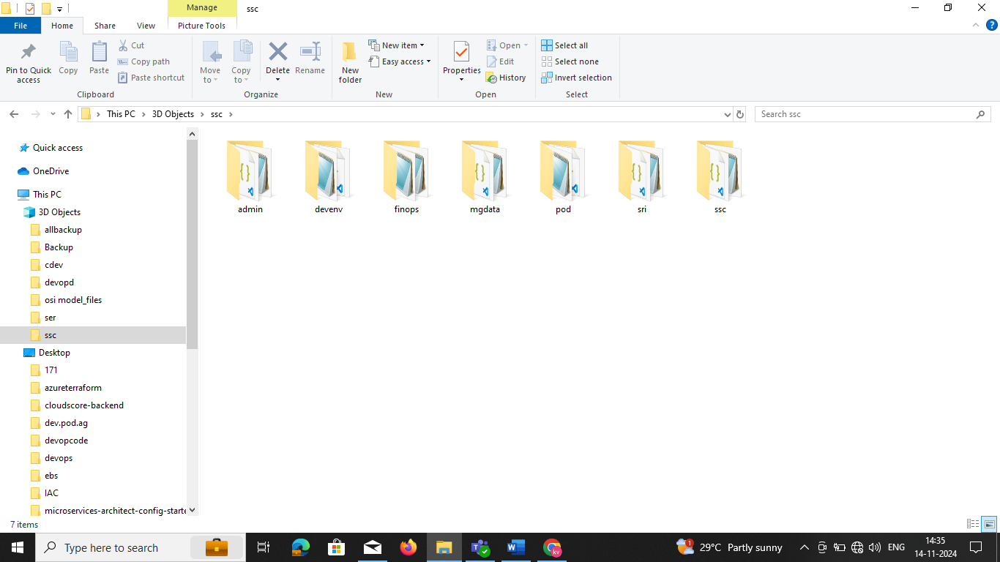 Manage
ssc
File
Home
Share
View
Picture Tools
Pin to Quick access
Copy
Paste
Cut
Copy path
Paste shortcut
Clipboard
Move to
Copy to
Delete
Rename
Organize
New folder
New item
Easy access
New
Properties
Open
Edit
History
Open
Select all
Select none
Invert selection
Select
This PC > 3D Objects > ssc >
Search ssc
Quick access
OneDrive
This PC
3D Objects
allbackup
Backup
cdev
devopd
osi model_files
ser
ssc
Desktop
171
azureterraform
cloudscore-backend
dev.pod.ag
devopcode
devops
ebs
IAC
microservices-architect-config-starte
admin
devenv
finops
mgdata
pod
sri
ssc
7 items
Type here to search
kv
1
29°C Partly sunny
ENG
14:35
14-11-2024